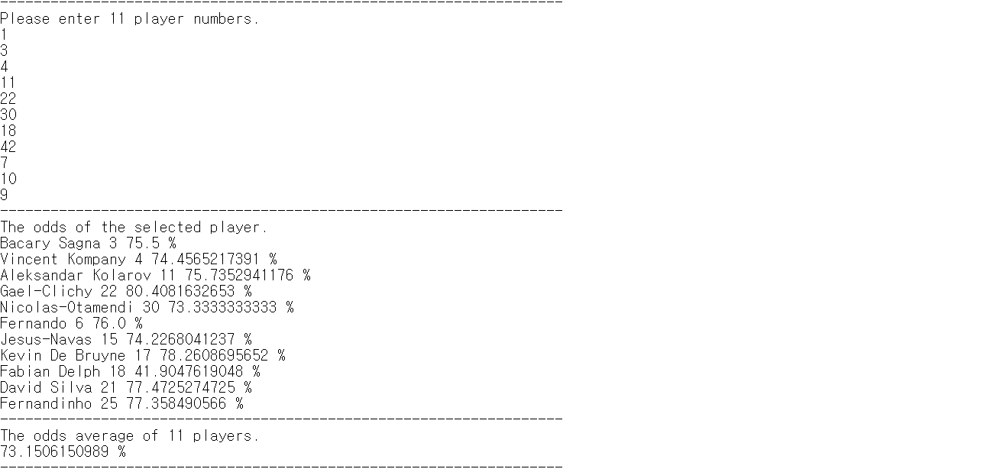 --------------------------------------------------------------------
Please enter 11 player numbers.
1
3
4
11
22
30
18
42
7
10
9
--------------------------------------------------------------------
The odds of the selected player.
Bacary Sagna 3 75.5 %
Vincent Kompany 4 74.4565217391 %
Aleksandar Kolarov 11 75.7352941176 %
Gael-Clichy 22 80.4081632653 %
Nicolas-Otamendi 30 73.3333333333 %
Fernando 6 76.0 %
Jesus-Navas 15 74.2268041237 %
Kevin De Bruyne 17 78.2608695652 %
Fabian Delph 18 41.9047619048 %
David Silva 21 77.4725274725 %
Fernandinho 25 77.358490566 %
--------------------------------------------------------------------
The odds average of 11 players.
73.1506150989 %
--------------------------------------------------------------------